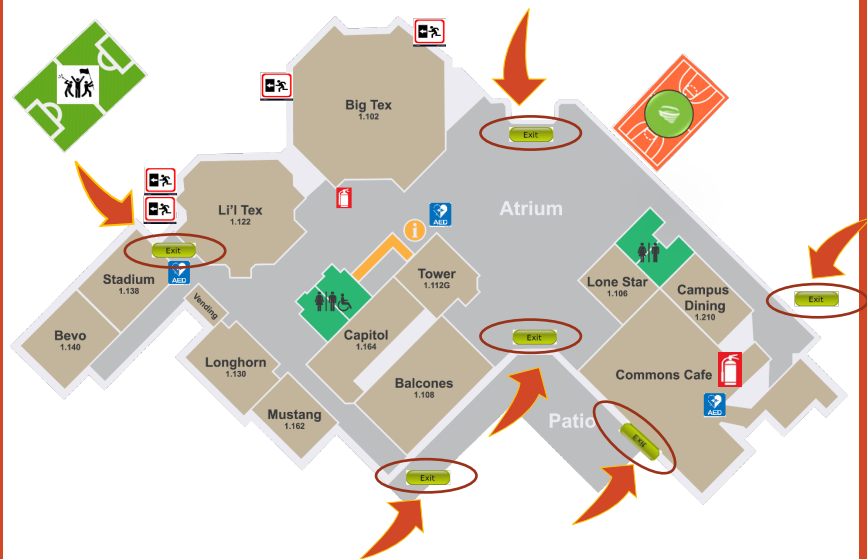 Big Tex
1.102
Exit
Li'l Tex
1.122
i
AED
Atrium
Exit
AED
Stadium
1.138
Tower
1.112G
Lone Star
1.106
Campus
Dining
1.210
Exit
Vending
Bevo
1.140
Capitol
1.164
Exit
Longhorn
1.130
Balcones
1.108
Commons Cafe
AED
Mustang
1.162
Patio
Exit
Exit